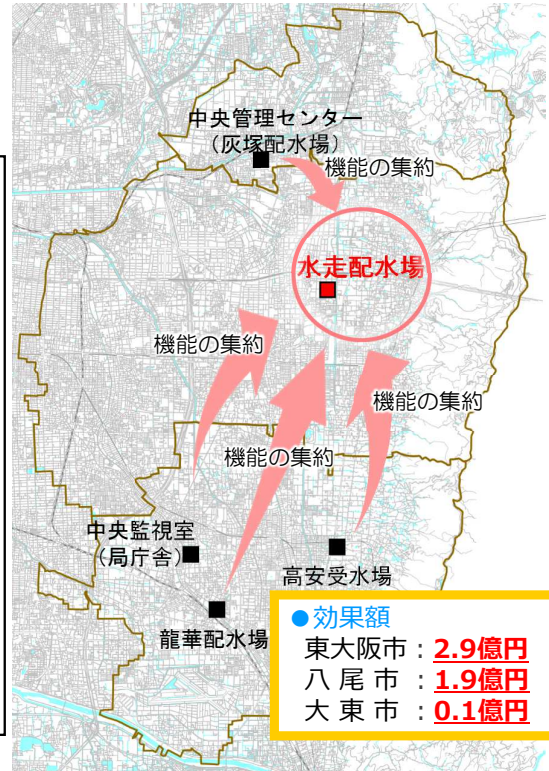 中央管理センター
（灰塚配水場）
機能の集約
水走配水場
機能の集約
機能の集約
機能の集約
中央監視室
（局庁舎）
高安受水場
龍華配水場
●効果額
東大阪市：2.9億円
八尾市：1.9億円
大東市：0.1億円